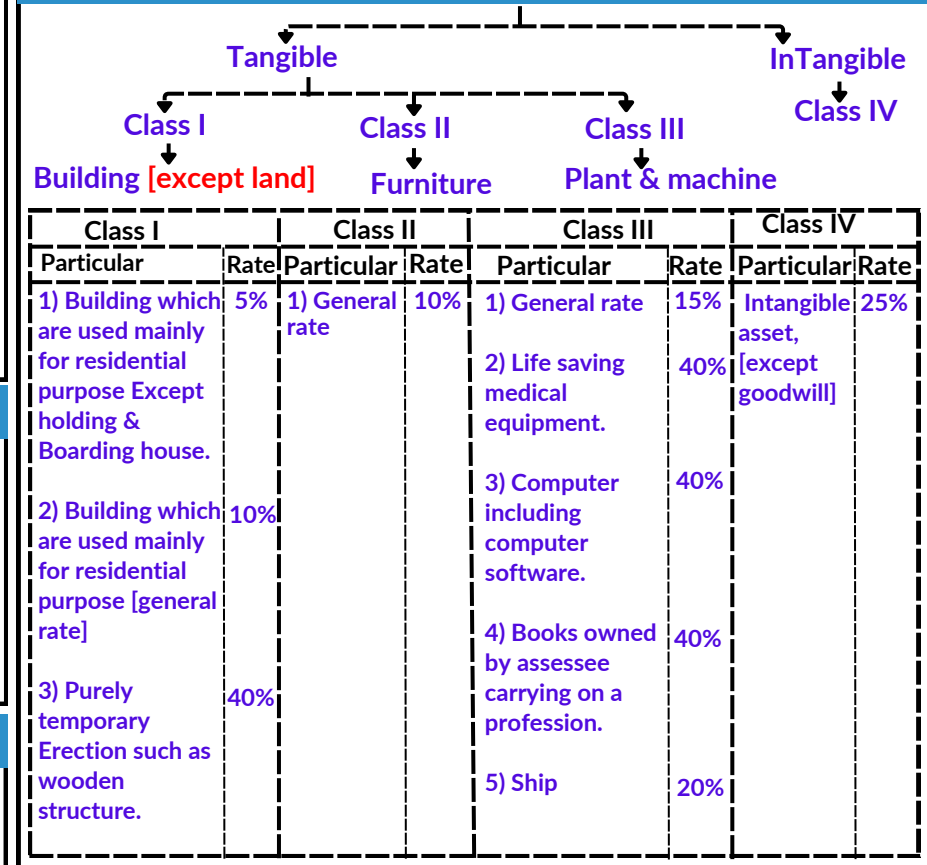 Tangible
InTangible
Class I
Class II
Class III
Class IV
Building [except land]
Furniture
Plant & machine
Class I
Class II
Class III
Class IV
Particular
Rate
Particular
Rate
Particular
Rate
Particular
Rate
1) Building which
are used mainly
for residential
purpose Except
holding &
Boarding house.
5%
2) Building which
are used mainly
for residential
purpose [general
rate]
10%
3) Purely
temporary
Erection such as
wooden
structure.
40%
1) General
rate
10%
1) General rate
15%
2) Life saving
medical
equipment.
40%
3) Computer
including
computer
software.
40%
4) Books owned
by assessee
carrying on a
profession.
40%
5) Ship
20%
Intangible
asset,
[except
goodwill]
25%